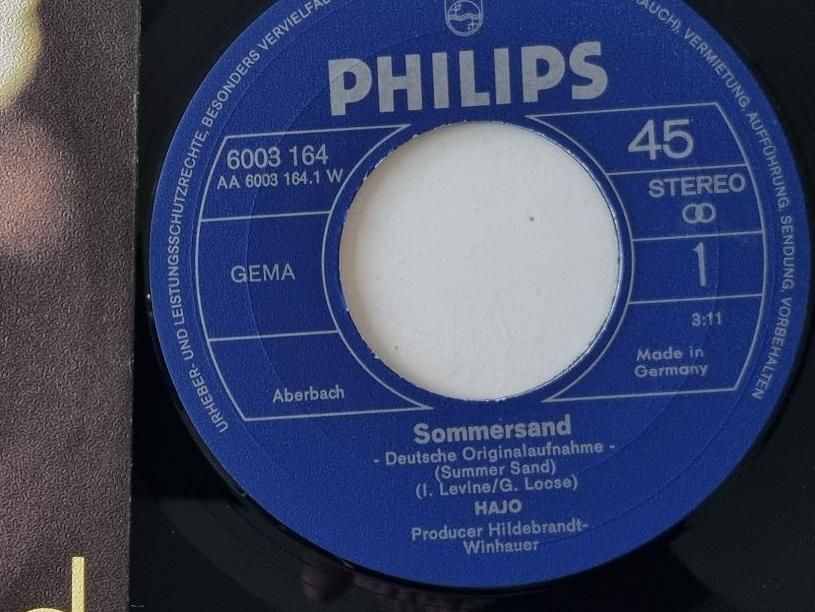 URHEBER- UND LEISTUNGSSCHUTZRECHTE, BESONDERS
RAUCH), VERMIETUNG, AUFFÜHRUNG, SENDUNG, VORBEHALTEN
PHILIPS
6003 164
AA 6003 164.1 W
GEMA
Aberbach
45
STEREO
1
3:11
Made in
Germany
Sommersand
- Deutsche Originalaufnahme -
(Summer Sand)
(I. Levine/G. Loose)
HAJO
Producer Hildebrandt-
Winhauer
d